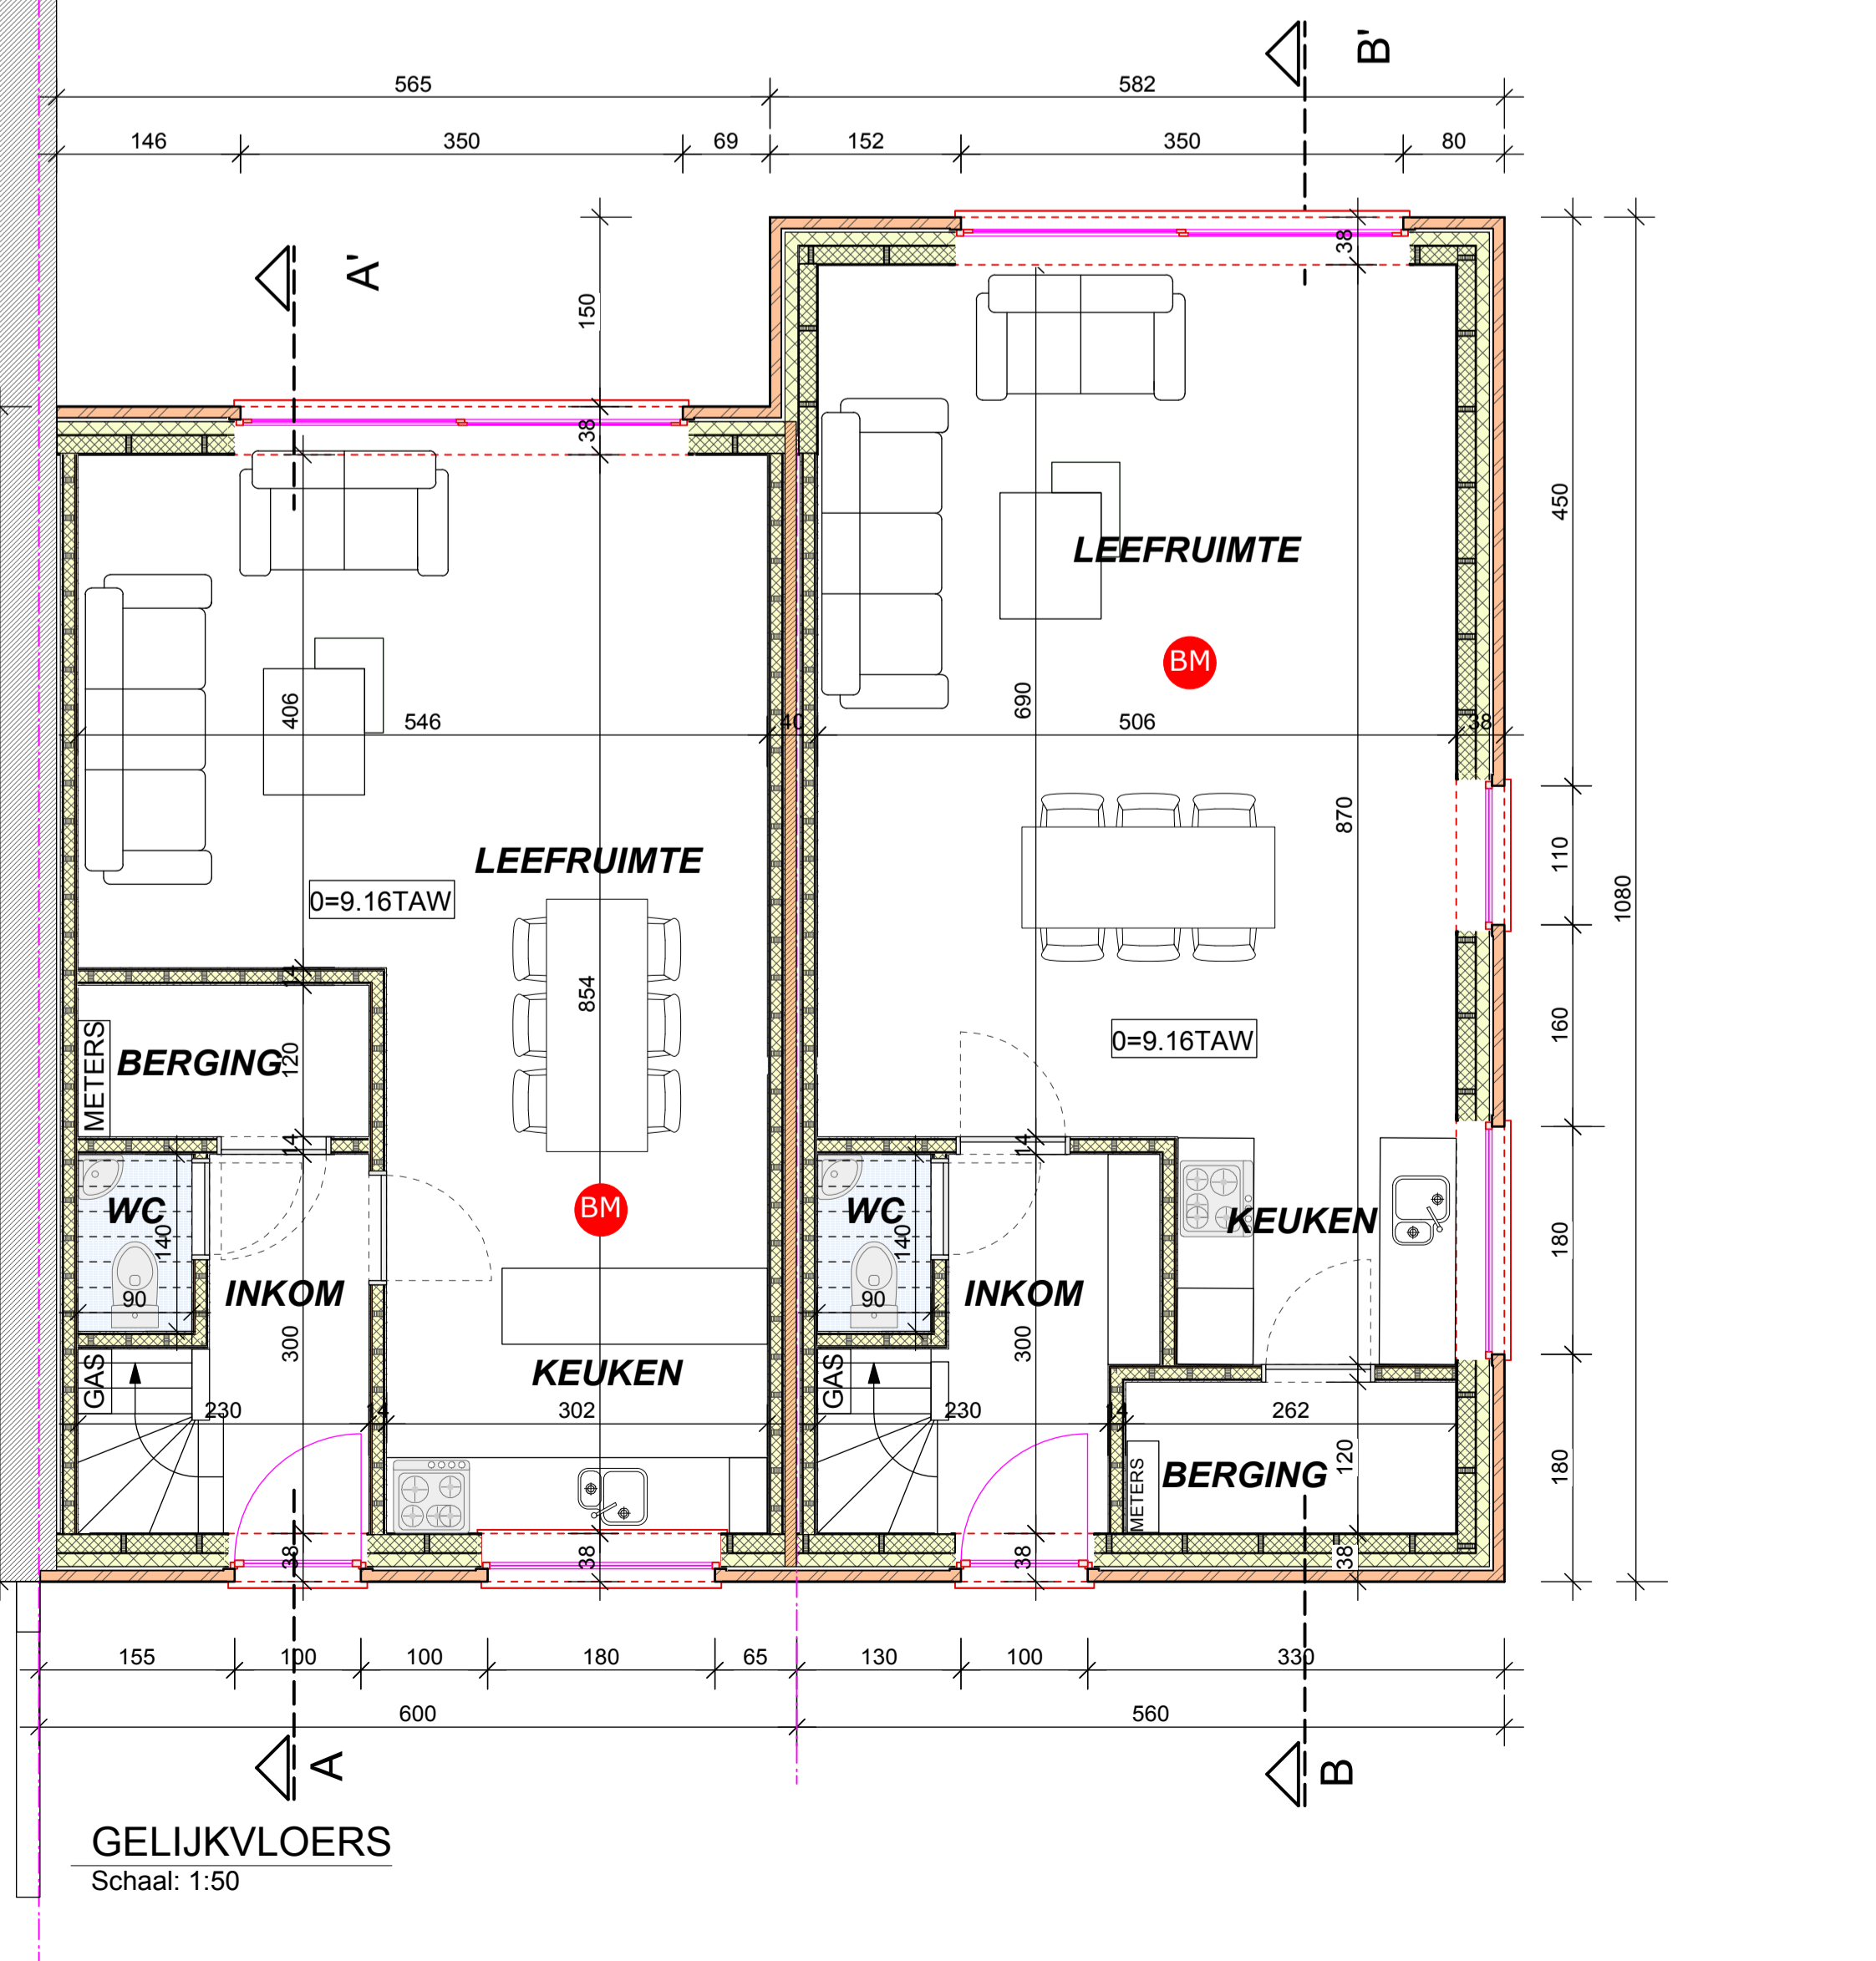 B'
565
582
146
350
69
152
350
80
A'
38
150
38
LEEFRUIMTE
450
BM
406
546
40
690
506
38
870
110
LEEFRUIMTE
0=9.16TAW
1080
14
854
160
0=9.16TAW
METERS
BERGING
120
14
14
WC
140
BM
WC
140
KEUKEN
180
INKOM
90
INKOM
90
300
300
GAS
KEUKEN
GAS
230
14
302
230
14
262
120
METERS
BERGING
180
38
38
38
38
155
100
100
180
65
130
100
330
600
560
A
B
GELIJKVLOERS
Schaal: 1:50